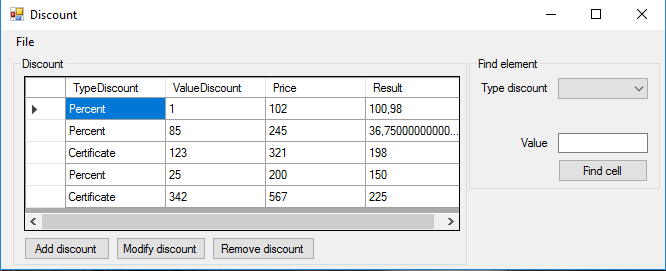 Discount
File
Discount
TypeDiscount ValueDiscount Price Result
Percent 1 102 100,98
Percent 85 245 36,75000000000...
Certificate 123 321 198
Percent 25 200 150
Certificate 342 567 225
Add discount Modify discount Remove discount
Find element
Type discount
Value
Find cell